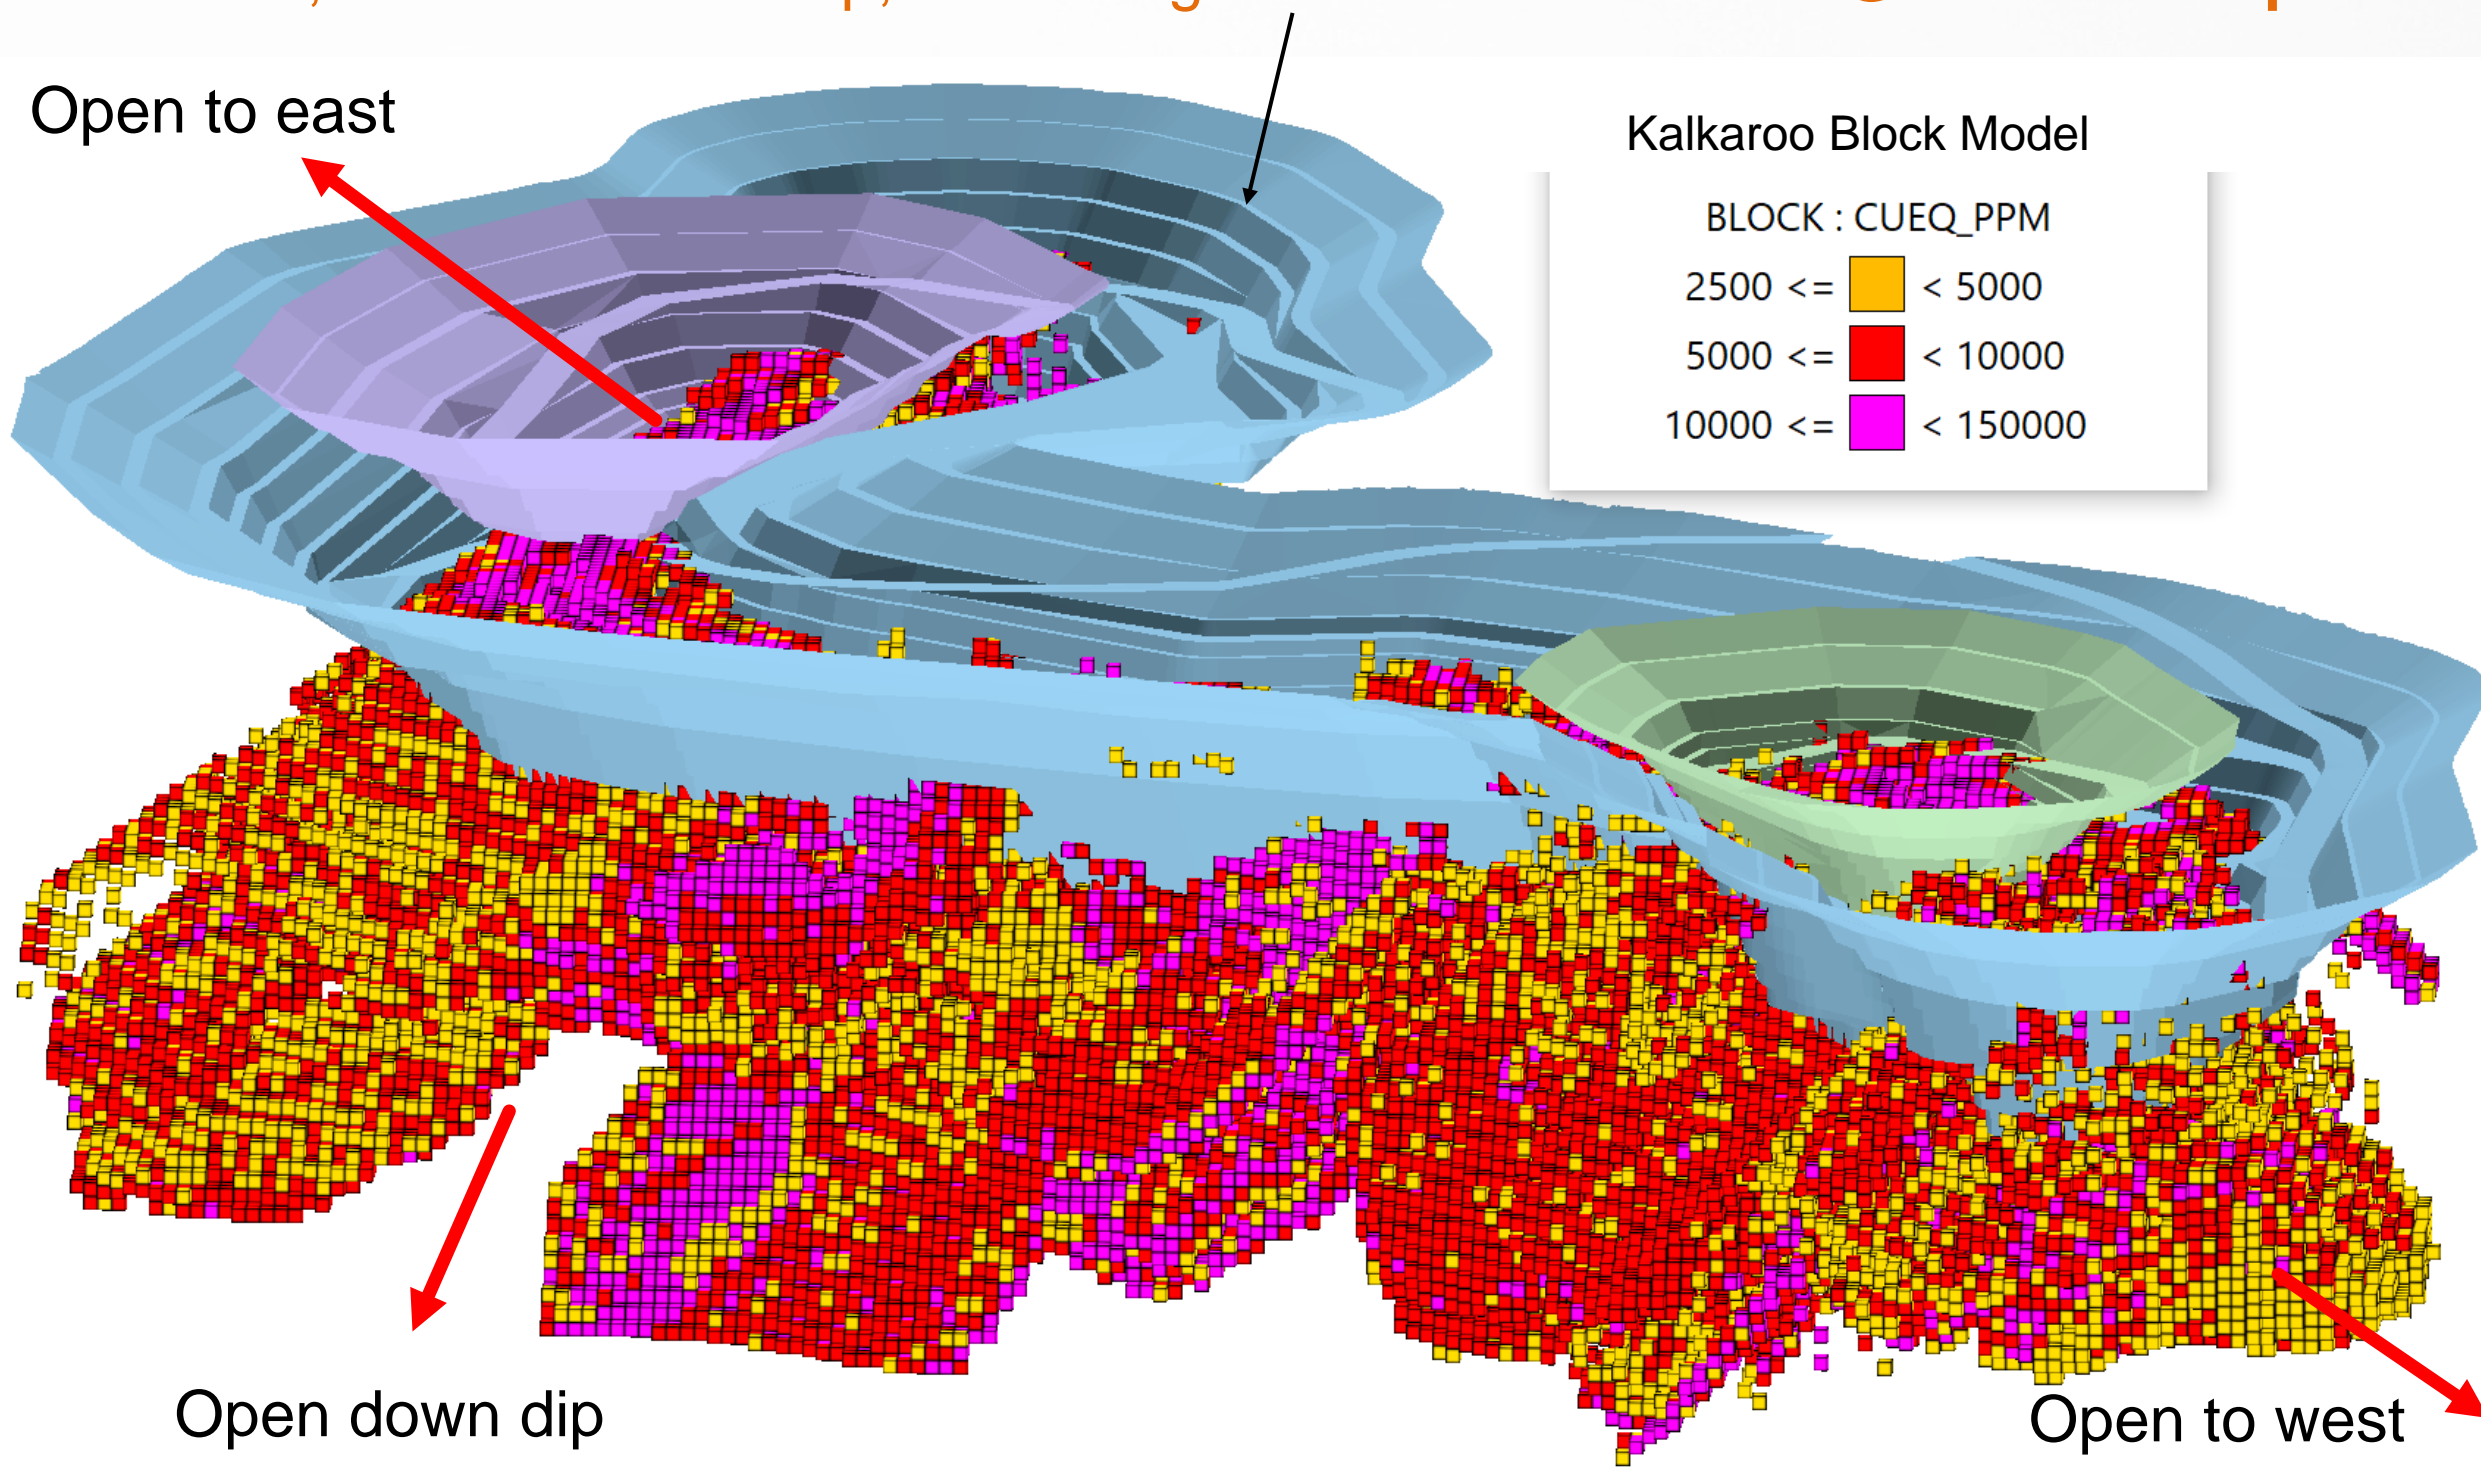 Open to east
Kalkaroo Block Model
BLOCK : CUEQ_PPM
2500 <= < 5000
5000 <= < 10000
10000 <= < 150000
Open down dip
Open to west